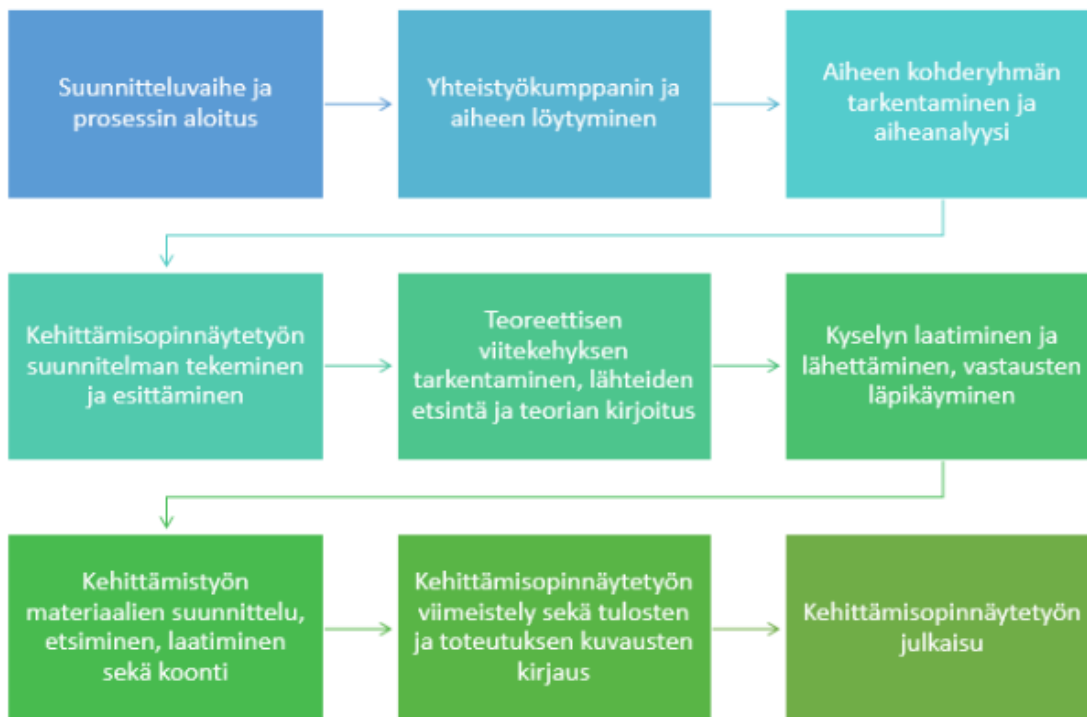 Suunnitteluvaihe ja
prosessin aloitus
Yhteistyökumppanin ja
aiheen löytyminen
Aiheen kohderyhmän
tarkentaminen ja
aiheanalyysi
Kehittämisopinnäytetyön
suunnitelman tekeminen
ja esittäminen
Teoreettisen
viitekehyksen
tarkentaminen, lähteiden
etsintä ja teorian kirjoitus
Kyselyn laatiminen ja
lähettäminen, vastausten
läpikäyminen
Kehittämistyön
materiaalien suunnittelu,
etsiminen, laatiminen
sekä koonti
Kehittämisopinnäytetyön
viimeistely sekä tulosten
ja toteutuksen kuvausten
kirjaus
Kehittämisopinnäytetyön
julkaisu